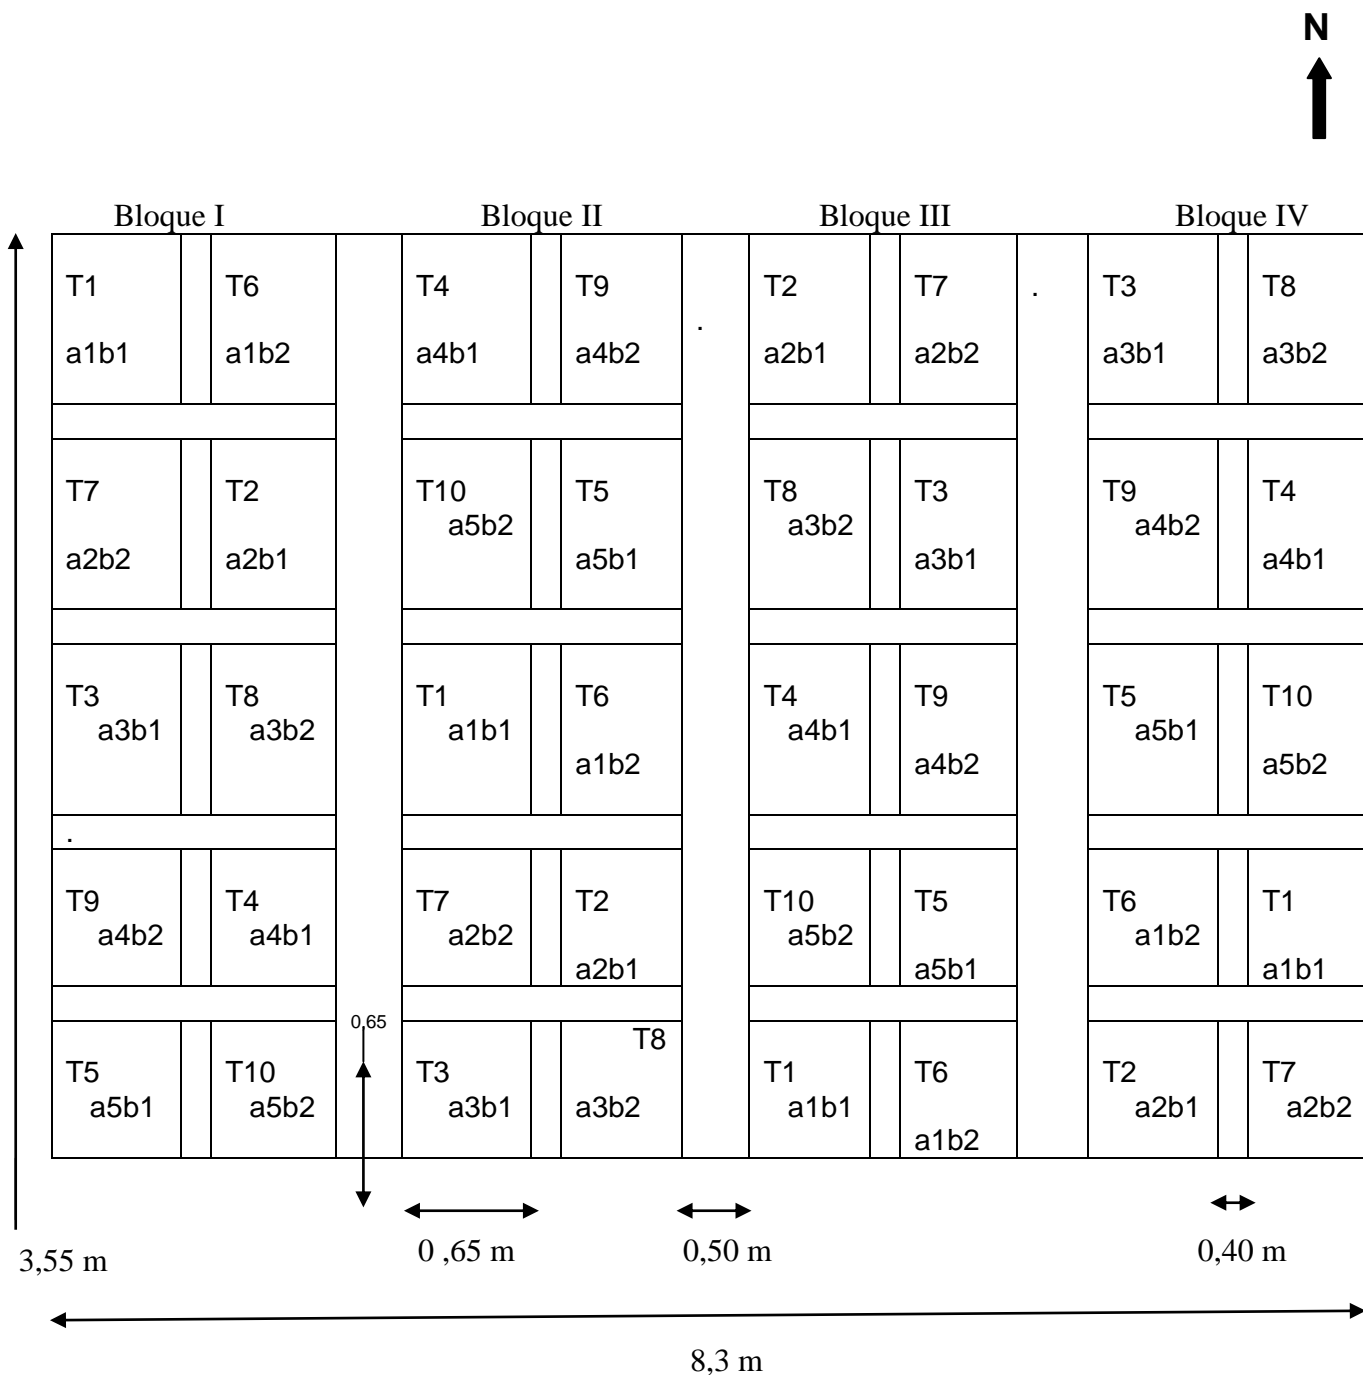 N
Bloque I Bloque II Bloque III Bloque IV
T1 T6 T4 T9 T2 T7 . T3 T8
.
a1b1 a1b2 a4b1 a4b2 a2b1 a2b2 a3b1 a3b2
T7 T2 T10 T5 T8 T3 T9 T4
a5b2 a3b2 a4b2
a2b2 a2b1 a5b1 a3b1 a4b1
T3 T8 T1 T6 T4 T9 T5 T10
a3b1 a3b2 a1b1 a4b1 a5b1
a1b2 a4b2 a5b2
.
T9 T4 T7 T2 T10 T5 T6 T1
a4b2 a4b1 a2b2 a5b2 a1b2
a2b1 a5b1 a1b1
0,65
T8
T5 T10 T3 T1 T6 T2 T7
a5b1 a5b2 a3b1 a3b2 a1b1 a2b1 a2b2
a1b2
0 ,65 m 0,50 m 0,40 m
3,55 m
8,3 m